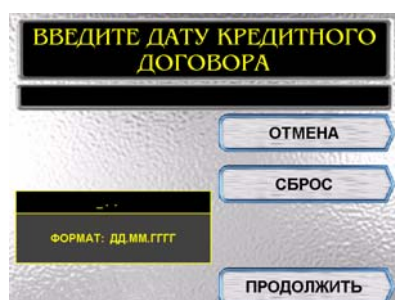 ВВЕДИТЕ ДАТУ КРЕДИТНОГО
ДОГОВОРА
ОТМЕНА
СБРОС
_. .
ФОРМАТ: ДД.ММ.ГГГГ
ПРОДОЛЖИТЬ